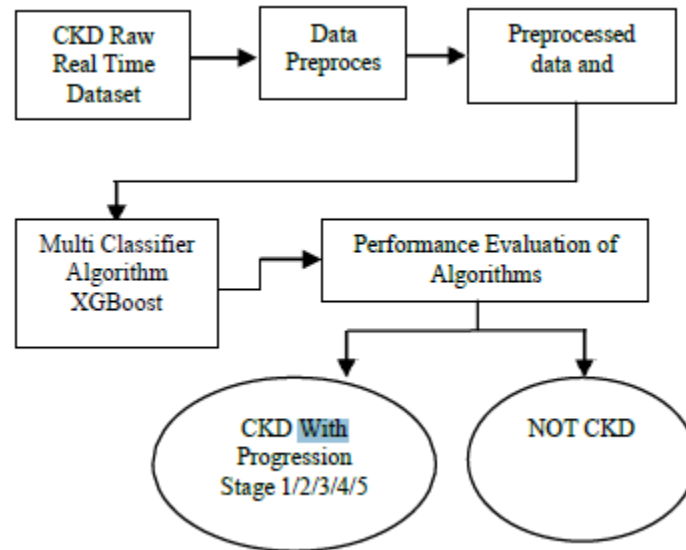 CKD Raw
Real Time
Dataset
Data
Preproces
Preprocessed
data and
Multi Classifier
Algorithm
XGBoost
Performance Evaluation of
Algorithms
CKD With
Progression
Stage 1/2/3/4/5
NOT CKD